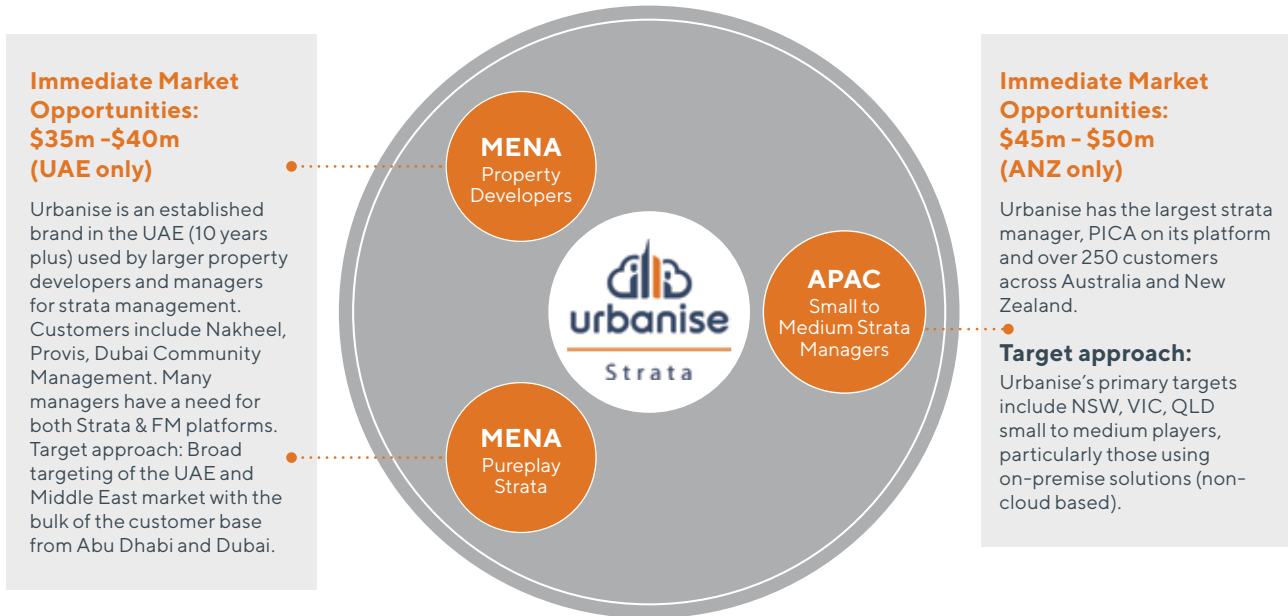 Immediate Market
Opportunities:
$35m -$40m
(UAE only)
Urbanise is an established
brand in the UAE (10 years
plus) used by larger property
developers and managers
for strata management.
Customers include Nakheel,
Provis, Dubai Community
Management. Many
managers have a need for
both Strata & FM platforms.
Target approach: Broad
targeting of the UAE and
Middle East market with the
bulk of the customer base
from Abu Dhabi and Dubai.
MENA
Property
Developers
urbanise
Strata
MENA
Pureplay
Strata
APAC
Small to
Medium Strata
Managers
Immediate Market
Opportunities:
$45m - $50m
(ANZ only)
Urbanise has the largest strata
manager, PICA on its platform
and over 250 customers
across Australia and New
Zealand.
Target approach:
Urbanise’s primary targets
include NSW, VIC, QLD
small to medium players,
particularly those using
on-premise solutions (non-
cloud based).